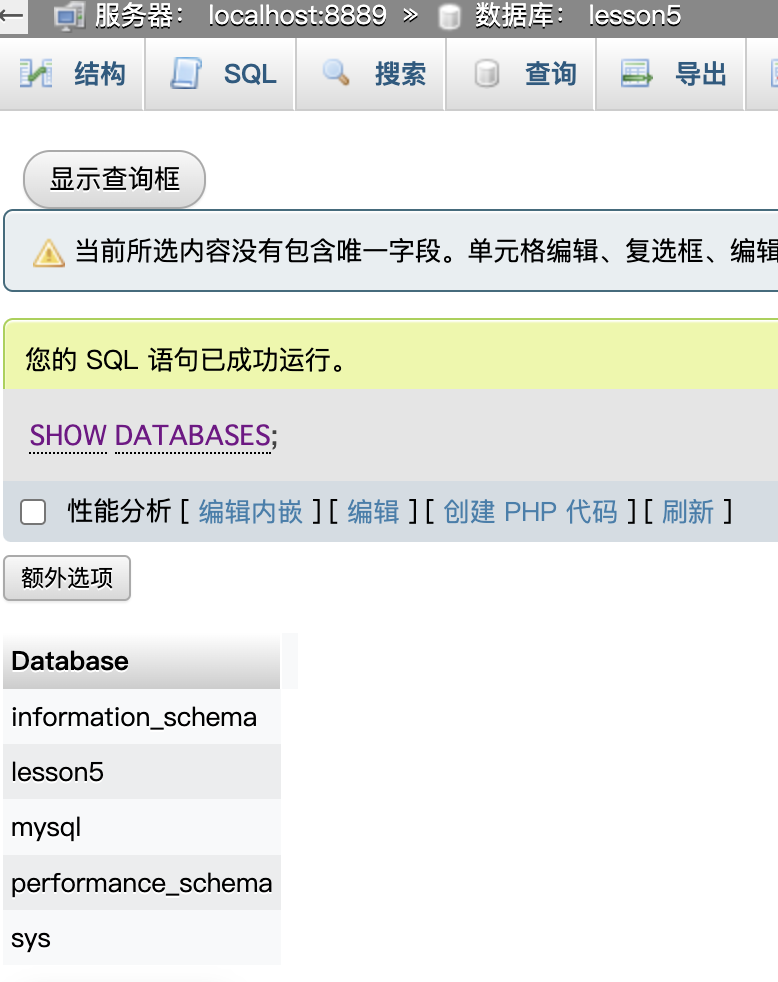 服务器： localhost:8889 » 数据库： lesson5
结构 SQL 搜索 查询 导出
显示查询框
当前所选内容没有包含唯一字段。单元格编辑、复选框、编辑
您的 SQL 语句已成功运行。
SHOW DATABASES;
性能分析 [ 编辑内嵌 ] [ 编辑 ] [ 创建 PHP 代码 ] [ 刷新 ]
额外选项
Database
information_schema
lesson5
mysql
performance_schema
sys